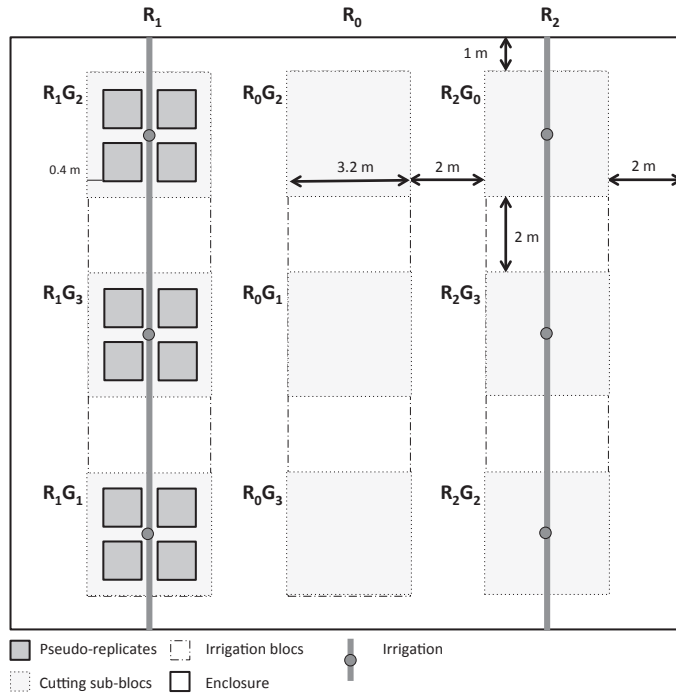 R₁ R₀ R₂
1 m
R₁G₂ R₀G₂ R₂G₀
0.4 m 3.2 m 2 m 2 m
2 m
R₁G₃ R₀G₁ R₂G₃
R₁G₁ R₀G₃ R₂G₂
Pseudo-replicates Irrigation blocs Irrigation
Cutting sub-blocs Enclosure